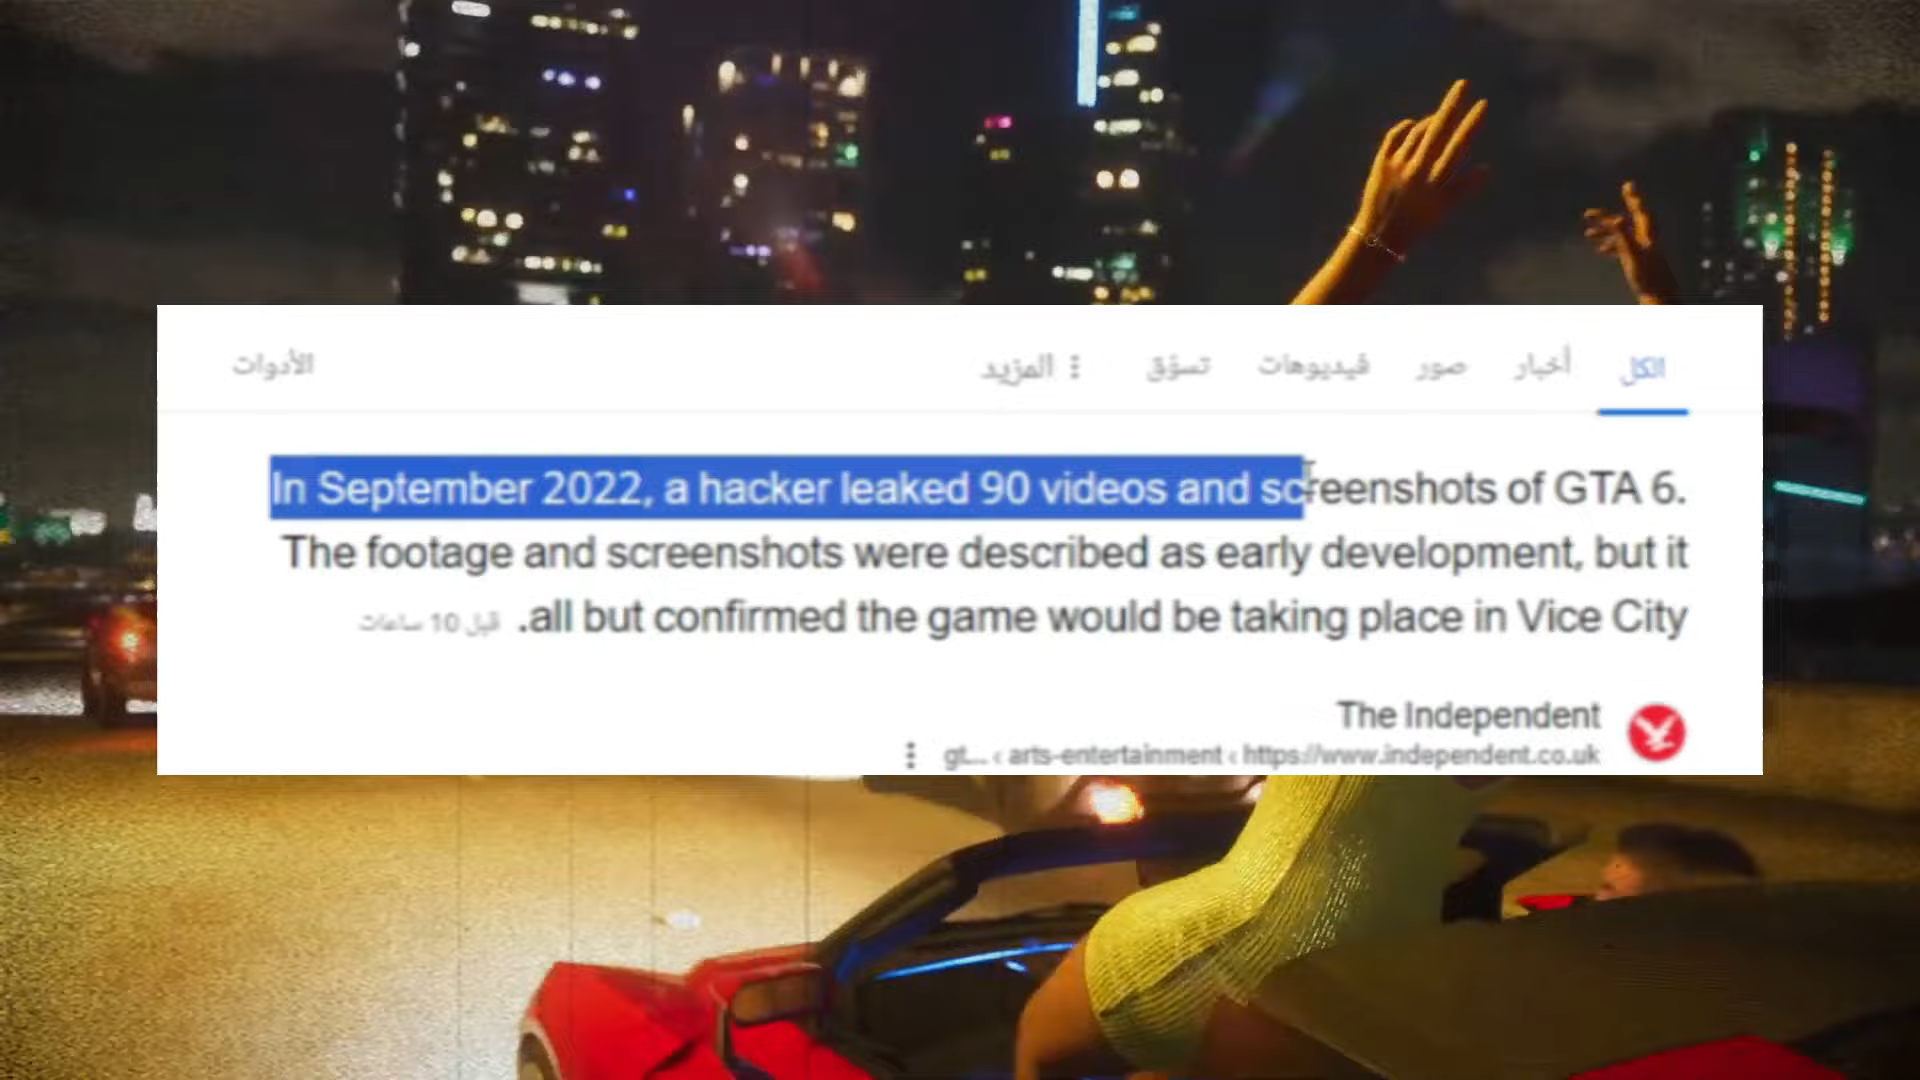 الكل أخبار صور فيديوهات تسوّق المزيد الأدوات
In September 2022, a hacker leaked 90 videos and screenshots of GTA 6.
The footage and screenshots were described as early development, but it
all but confirmed the game would be taking place in Vice City. قبل 10 ساعات
The Independent
https://www.independent.co.uk › arts-entertainment › gt...